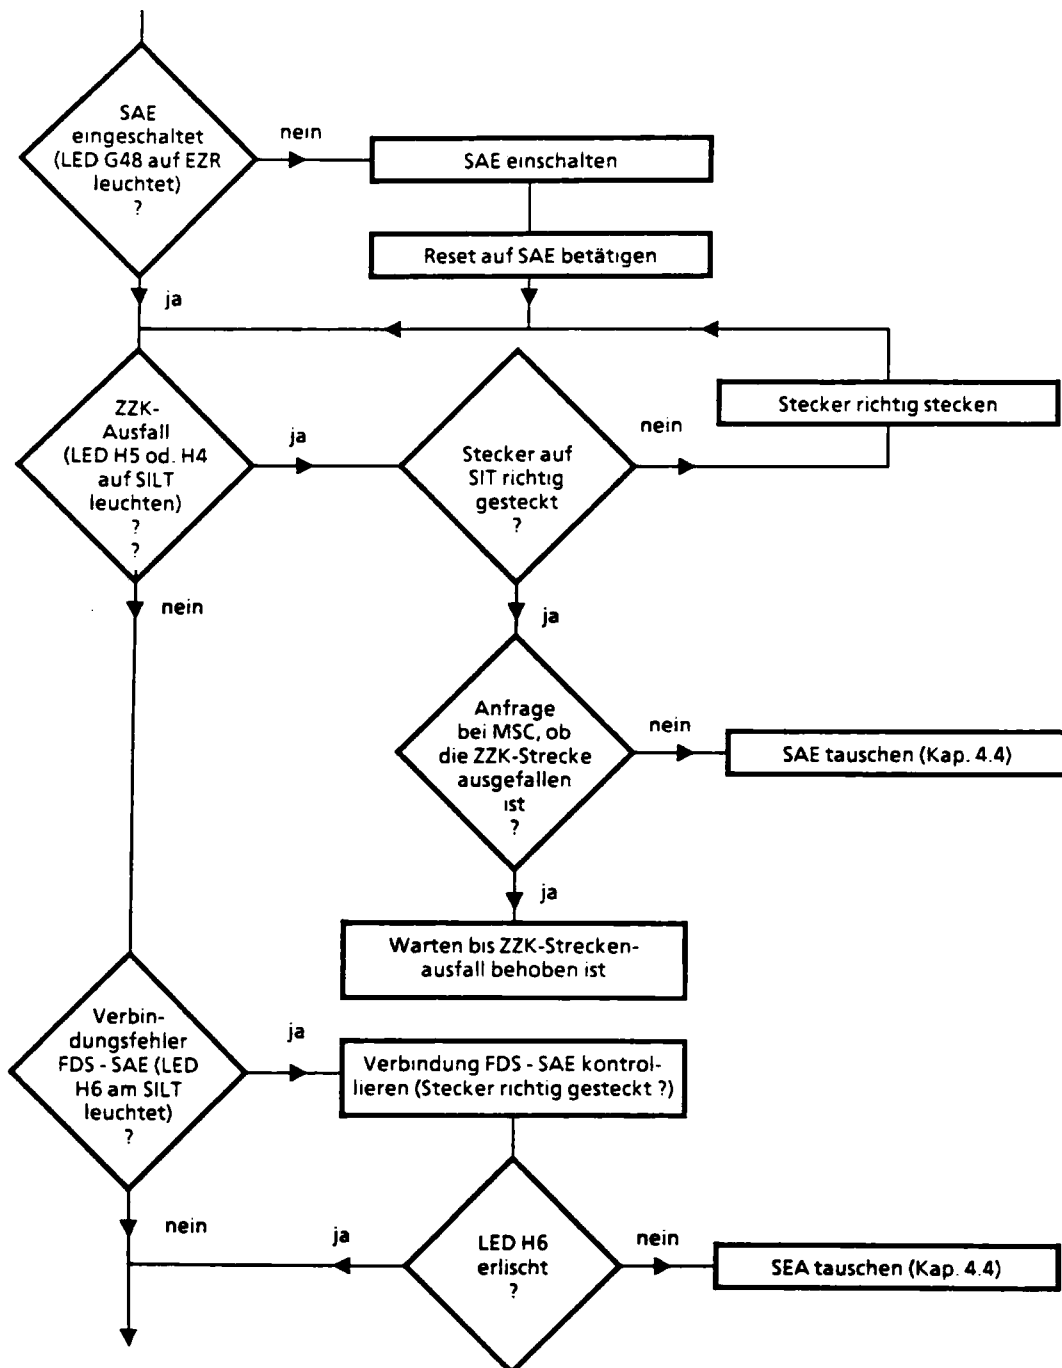 SAE
eingeschaltet
(LED G48 auf EZR
leuchtet)
?
nein
SAE einschalten
Reset auf SAE betätigen
ja
ZZK-
Ausfall
(LED H5 od. H4
auf SILT
leuchten)
?
?
ja
Stecker auf
SIT richtig
gesteckt
?
nein
Stecker richtig stecken
nein
ja
Anfrage
bei MSC, ob
die ZZK-Strecke
ausgefallen
ist
?
nein
SAE tauschen (Kap. 4.4)
ja
Warten bis ZZK-Strecken-
ausfall behoben ist
Verbin-
dungsfehler
FDS - SAE (LED
H6 am SILT
leuchtet)
?
ja
Verbindung FDS - SAE kontrol-
lieren (Stecker richtig gesteckt ?)
nein
ja
LED H6
erlischt
?
nein
SEA tauschen (Kap. 4.4)